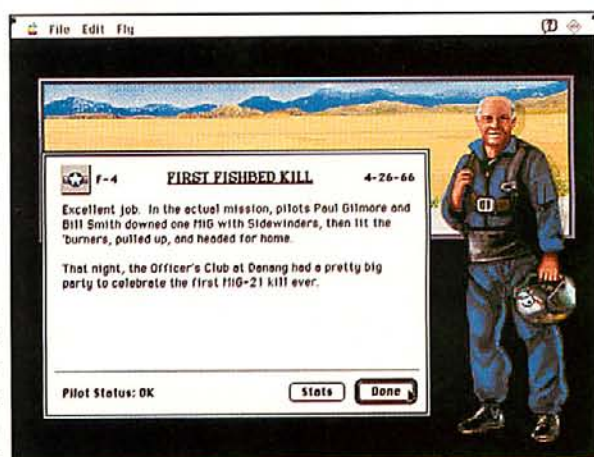 File Edit Fly
F-4 FIRST FISHBED KILL 4-26-66
Excellent job. In the actual mission, pilots Paul Gilmore and
Bill Smith downed one MiG with Sidewinders, then lit the
'burners, pulled up, and headed for home.
That night, the Officer's Club at Danang had a pretty big
party to celebrate the first MiG-21 kill ever.
Pilot Status: OK
Stats Done